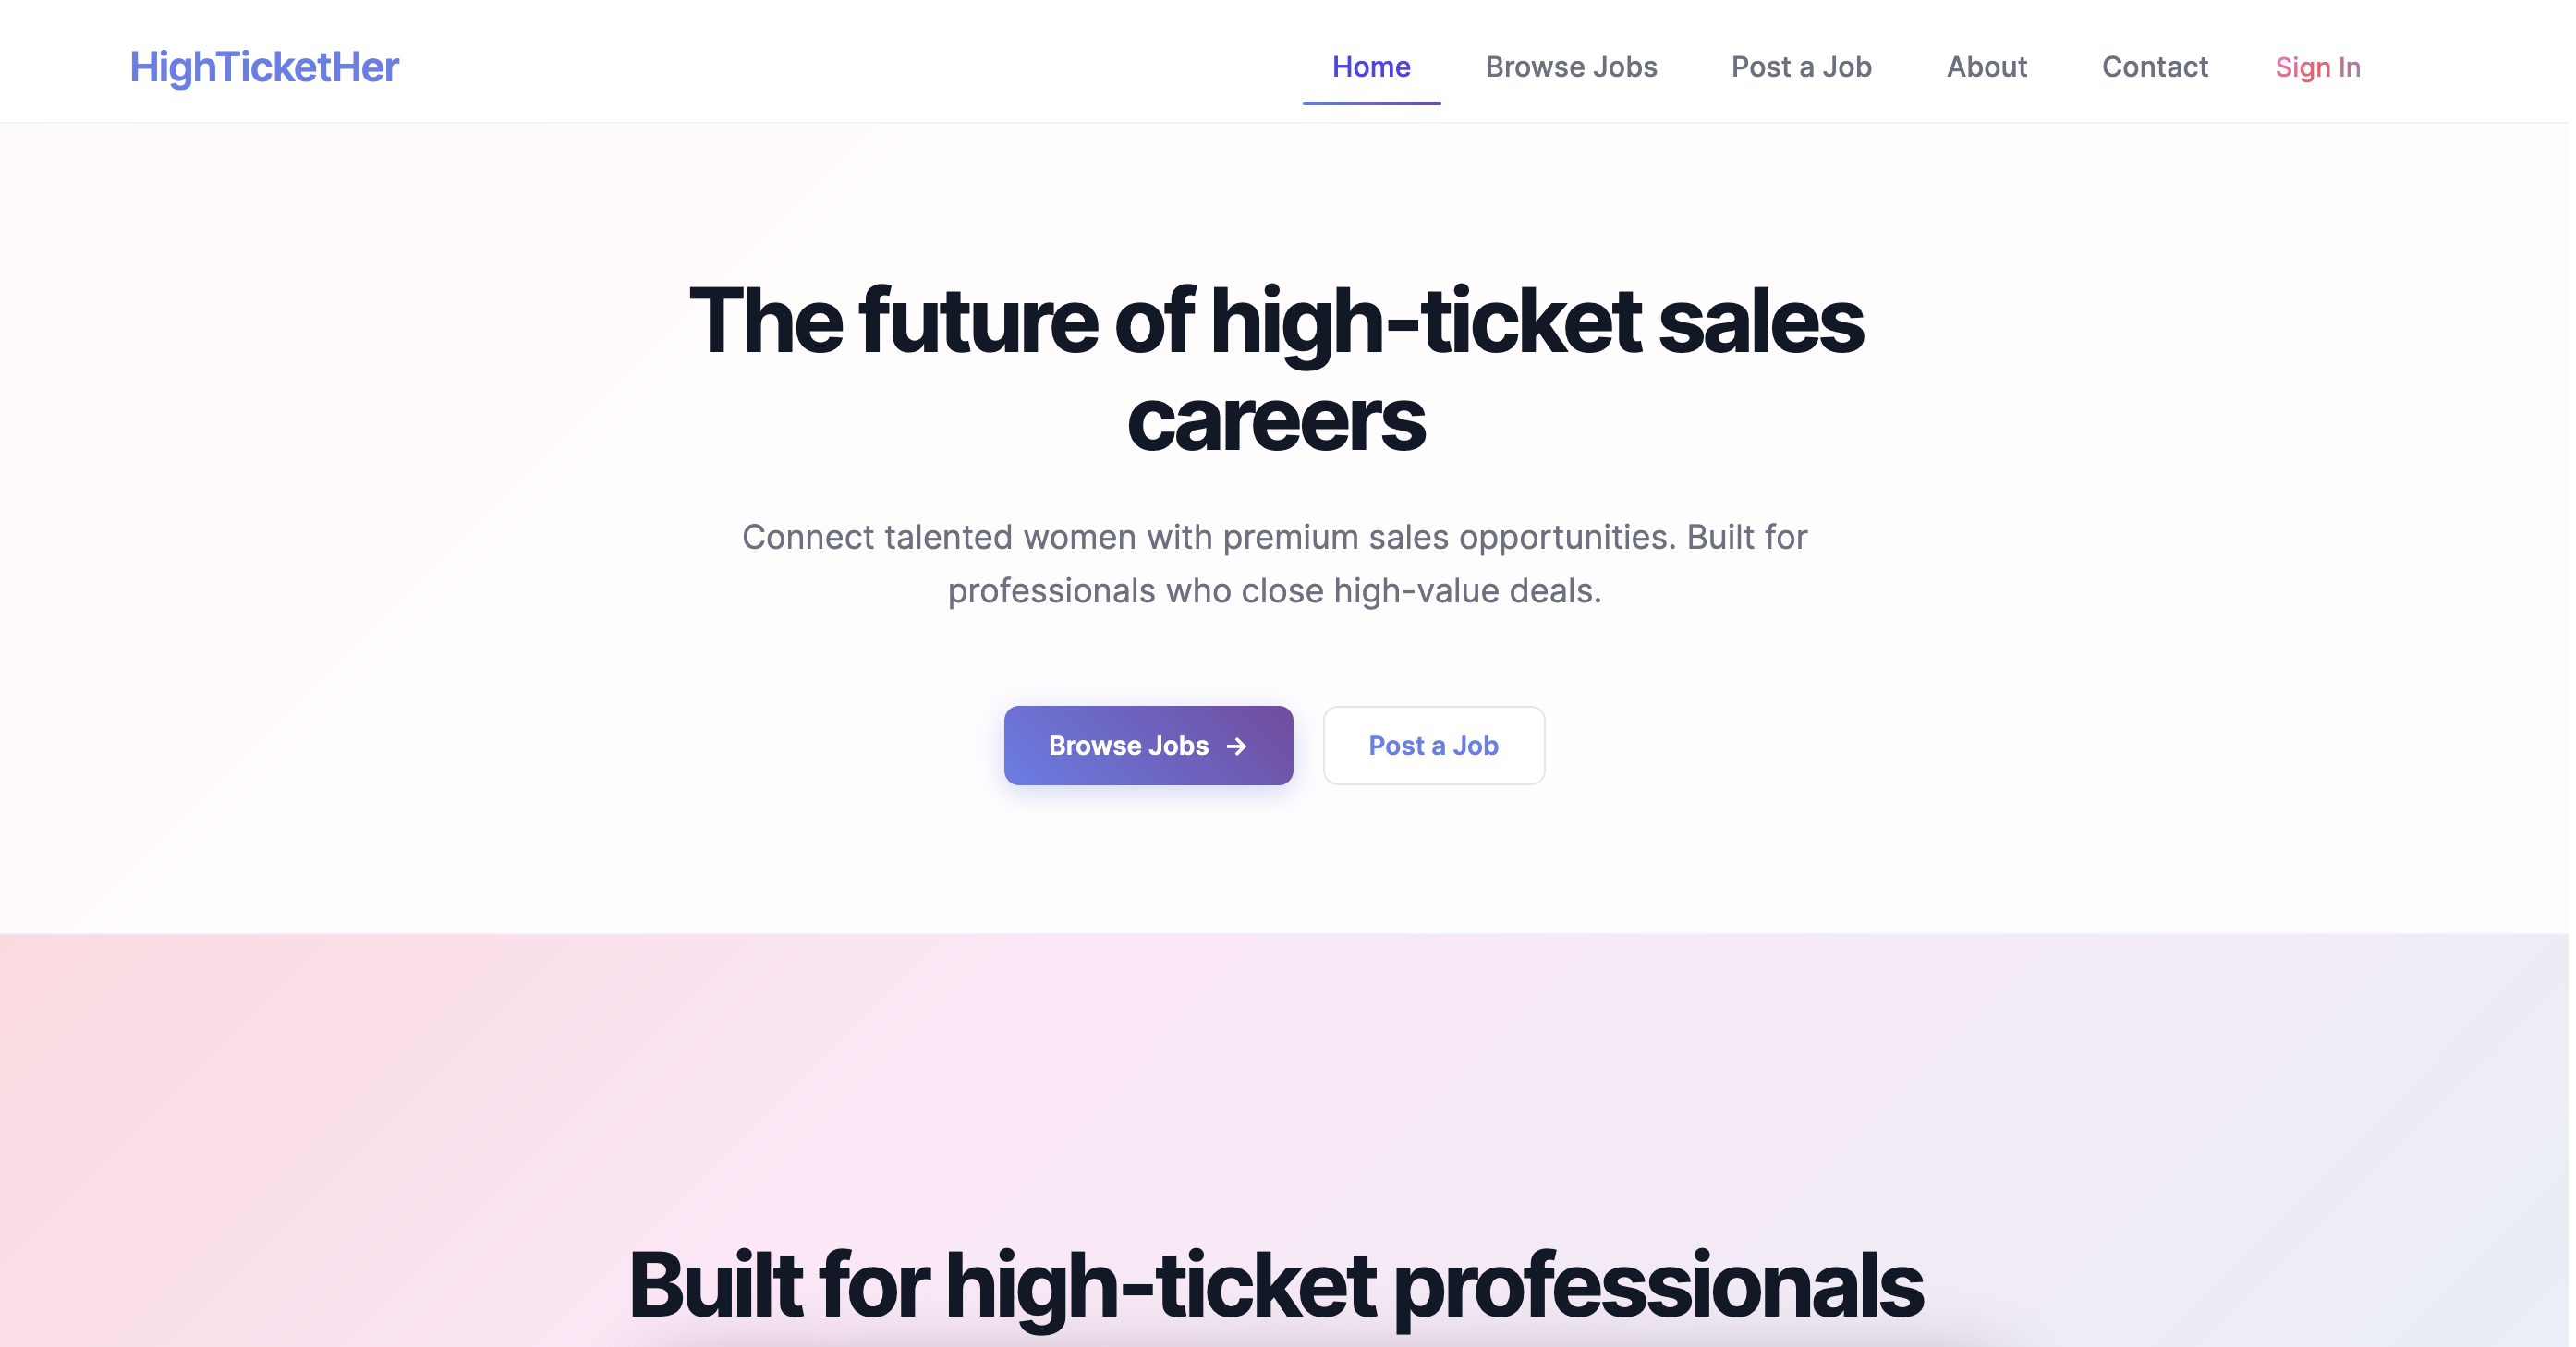 HighTicketHer
Home
Browse Jobs
Post a Job
About
Contact
Sign In
The future of high-ticket sales
careers
Connect talented women with premium sales opportunities. Built for
professionals who close high-value deals.
Browse Jobs →
Post a Job
Built for high-ticket professionals